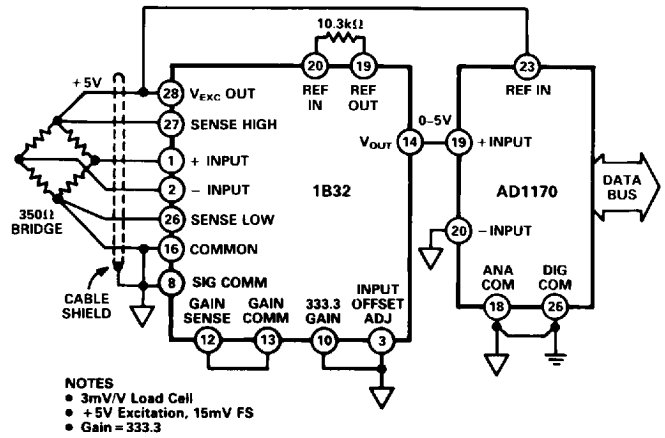 10.3kΩ
20
19
23
+5V
28
VEXC OUT
REF
IN
REF
OUT
REF IN
27
SENSE HIGH
VOUT
14
0–5V
19
+ INPUT
1
+ INPUT
2
– INPUT
1B32
AD1170
DATA
BUS
350Ω
BRIDGE
26
SENSE LOW
20
– INPUT
16
COMMON
CABLE
SHIELD
8
SIG COMM
GAIN
SENSE
GAIN
COMM
333.3
GAIN
INPUT
OFFSET
ADJ
ANA
COM
DIG
COM
12
13
10
3
18
26
NOTES
• 3mV/V Load Cell
• +5V Excitation, 15mV FS
• Gain = 333.3